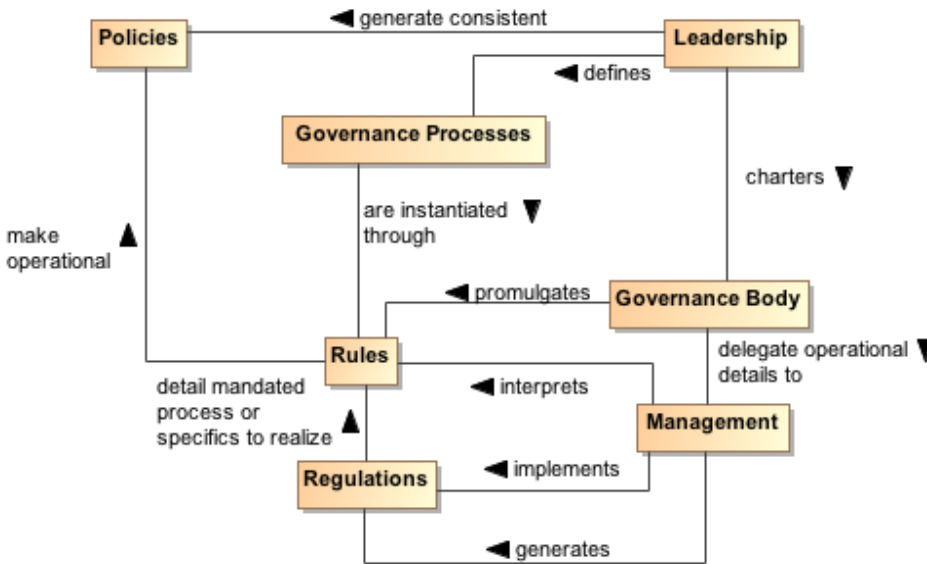 generate consistent
Policies
Leadership
defines
Governance Processes
charters
are instantiated
through
make
operational
promulgates
Governance Body
Rules
delegate operational
details to
detail mandated
process or
specifics to realize
interprets
Management
Regulations
implements
generates